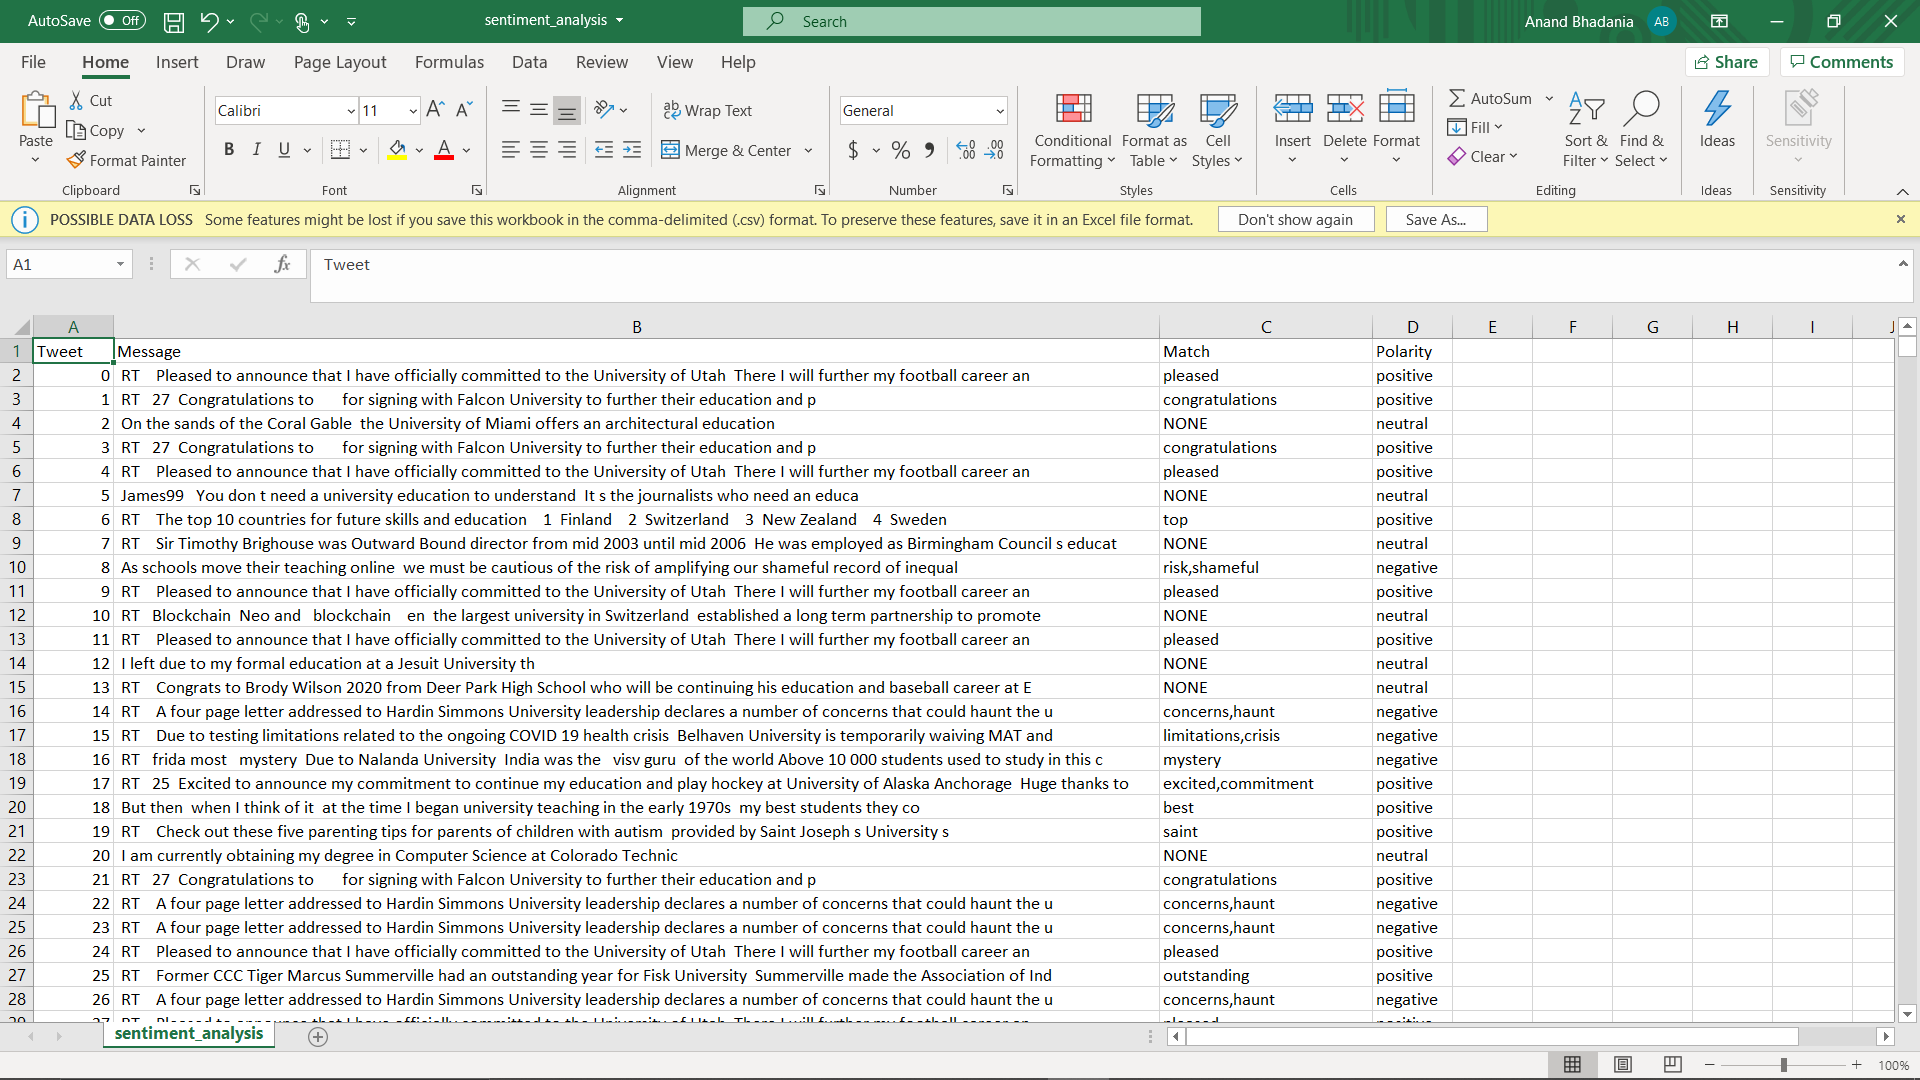 AutoSave Off sentiment_analysis Search Anand Bhadania AB
File Home Insert Draw Page Layout Formulas Data Review View Help Share Comments
Paste Cut Copy Format Painter Clipboard
Calibri 11 A A B I U A Font
ab Wrap Text Merge & Center Alignment
General $ % 9 .00 .00 Number
Conditional Formatting Format as Table Cell Styles Styles
Insert Delete Format Cells
AutoSum Fill Clear Sort & Filter Find & Select Editing
Ideas Ideas
Sensitivity Sensitivity
POSSIBLE DATA LOSS Some features might be lost if you save this workbook in the comma-delimited (.csv) format. To preserve these features, save it in an Excel file format. Don't show again Save As...
A1 fx Tweet
A B C D E F G H I J
1 Tweet Message Match Polarity
2 0 RT Pleased to announce that I have officially committed to the University of Utah There I will further my football career an pleased positive
3 1 RT 27 Congratulations to for signing with Falcon University to further their education and p congratulations positive
4 2 On the sands of the Coral Gable the University of Miami offers an architectural education NONE neutral
5 3 RT 27 Congratulations to for signing with Falcon University to further their education and p congratulations positive
6 4 RT Pleased to announce that I have officially committed to the University of Utah There I will further my football career an pleased positive
7 5 James99 You don t need a university education to understand It s the journalists who need an educa NONE neutral
8 6 RT The top 10 countries for future skills and education 1 Finland 2 Switzerland 3 New Zealand 4 Sweden top positive
9 7 RT Sir Timothy Brighouse was Outward Bound director from mid 2003 until mid 2006 He was employed as Birmingham Council s educat NONE neutral
10 8 As schools move their teaching online we must be cautious of the risk of amplifying our shameful record of inequal risk,shameful negative
11 9 RT Pleased to announce that I have officially committed to the University of Utah There I will further my football career an pleased positive
12 10 RT Blockchain Neo and blockchain en the largest university in Switzerland established a long term partnership to promote NONE neutral
13 11 RT Pleased to announce that I have officially committed to the University of Utah There I will further my football career an pleased positive
14 12 I left due to my formal education at a Jesuit University th NONE neutral
15 13 RT Congrats to Brody Wilson 2020 from Deer Park High School who will be continuing his education and baseball career at E NONE neutral
16 14 RT A four page letter addressed to Hardin Simmons University leadership declares a number of concerns that could haunt the u concerns,haunt negative
17 15 RT Due to testing limitations related to the ongoing COVID 19 health crisis Belhaven University is temporarily waiving MAT and limitations,crisis negative
18 16 RT frida most mystery Due to Nalanda University India was the visv guru of the world Above 10 000 students used to study in this c mystery negative
19 17 RT 25 Excited to announce my commitment to continue my education and play hockey at University of Alaska Anchorage Huge thanks to excited,commitment positive
20 18 But then when I think of it at the time I began university teaching in the early 1970s my best students they co best positive
21 19 RT Check out these five parenting tips for parents of children with autism provided by Saint Joseph s University s saint positive
22 20 I am currently obtaining my degree in Computer Science at Colorado Technic NONE neutral
23 21 RT 27 Congratulations to for signing with Falcon University to further their education and p congratulations positive
24 22 RT A four page letter addressed to Hardin Simmons University leadership declares a number of concerns that could haunt the u concerns,haunt negative
25 23 RT A four page letter addressed to Hardin Simmons University leadership declares a number of concerns that could haunt the u concerns,haunt negative
26 24 RT Pleased to announce that I have officially committed to the University of Utah There I will further my football career an pleased positive
27 25 RT Former CCC Tiger Marcus Summerville had an outstanding year for Fisk University Summerville made the Association of Ind outstanding positive
28 26 RT A four page letter addressed to Hardin Simmons University leadership declares a number of concerns that could haunt the u concerns,haunt negative
29 27 RT Pleased to announce that I have officially committed to the University of Utah There I will further my football career an pleased positive
sentiment_analysis
100%